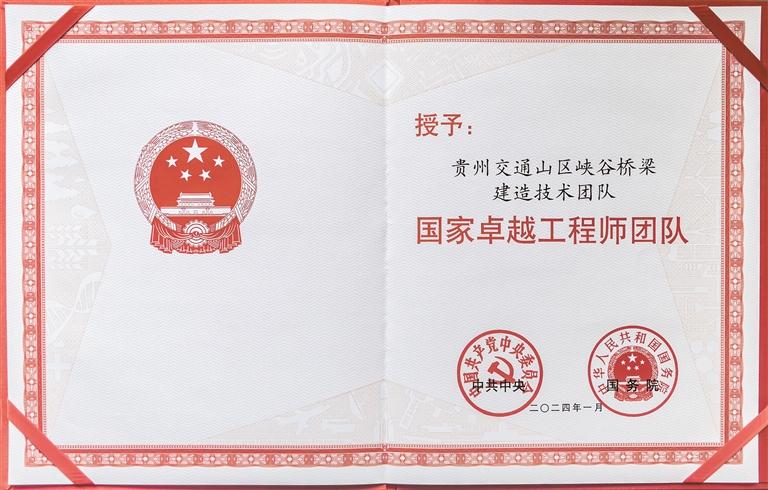 授予：
贵州交通山区峡谷桥梁
建造技术团队
国家卓越工程师团队
中国共产党中央委员会
中共中央
中华人民共和国国务院
国务院
二〇二四年一月